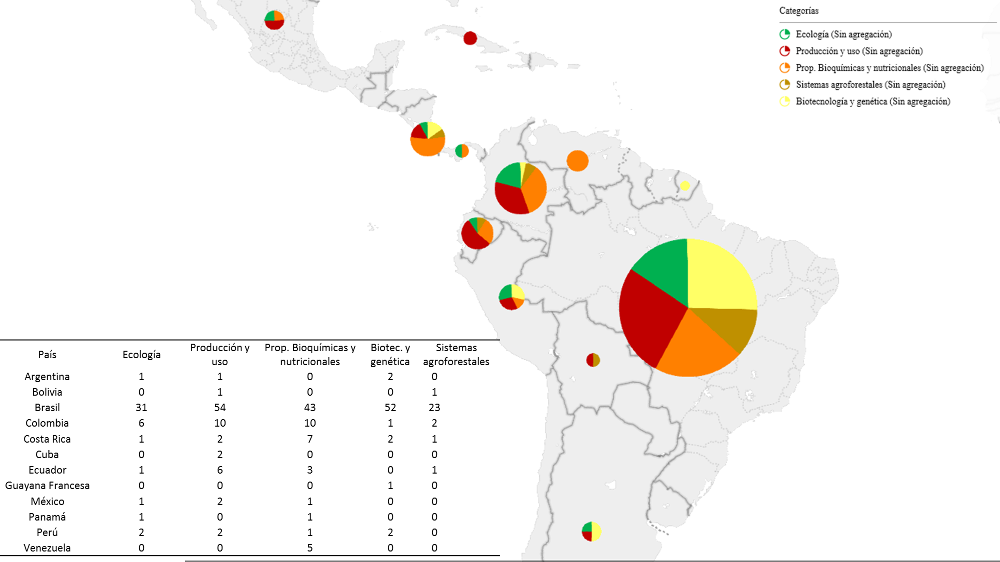 Categorías
Ecología (Sin agregación)
Producción y uso (Sin agregación)
Prop. Bioquímicas y nutricionales (Sin agregación)
Sistemas agroforestales (Sin agregación)
Biotecnología y genética (Sin agregación)
País Ecología Producción y uso Prop. Bioquímicas y nutricionales Biotec. y genética Sistemas agroforestales
Argentina 1 1 0 2 0
Bolivia 0 1 0 0 1
Brasil 31 54 43 52 23
Colombia 6 10 10 1 2
Costa Rica 1 2 7 2 1
Cuba 0 2 0 0 0
Ecuador 1 6 3 0 1
Guayana Francesa 0 0 0 1 0
México 1 2 1 0 0
Panamá 1 0 1 0 0
Perú 2 2 1 2 0
Venezuela 0 0 5 0 0